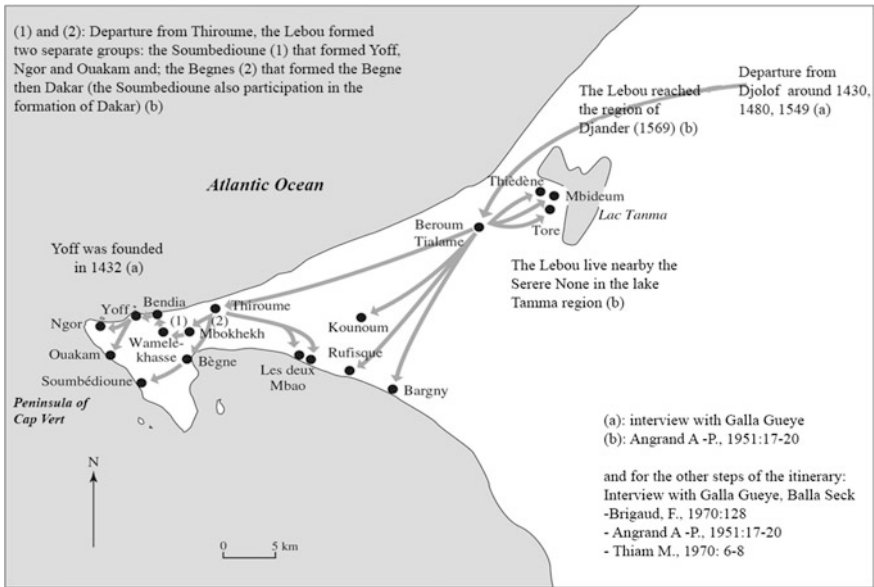 (1) and (2): Departure from Thiroume, the Lebou formed
two separate groups: the Soumbedioune (1) that formed Yoff,
Ngor and Ouakam and; the Begnes (2) that formed the Begne
then Dakar (the Soumbedioune also participation in the
formation of Dakar) (b)
The Lebou reached
the region of
Djander (1569) (b)
Departure from
Djolof around 1430,
1480, 1549 (a)
Atlantic Ocean
Thièdène
Mbideum
Lac Tanma
Tore
Beroum
Tialame
The Lebou live nearby the
Serere None in the lake
Tamma region (b)
Yoff was founded
in 1432 (a)
Yoff
Bendia
Thiroume
Ngor
(1)
(2)
Mbokhekh
Wamele-
khasse
Kounoum
Ouakam
Bègne
Les deux
Mbao
Rufisque
Soumbédioune
Bargny
Peninsula of
Cap Vert
(a): interview with Galla Gueye
(b): Angrand A -P., 1951:17-20
and for the other steps of the itinerary:
Interview with Galla Gueye, Balla Seck
-Brigaud, F., 1970:128
- Angrand A -P., 1951:17-20
- Thiam M., 1970: 6-8
N
0 5 km